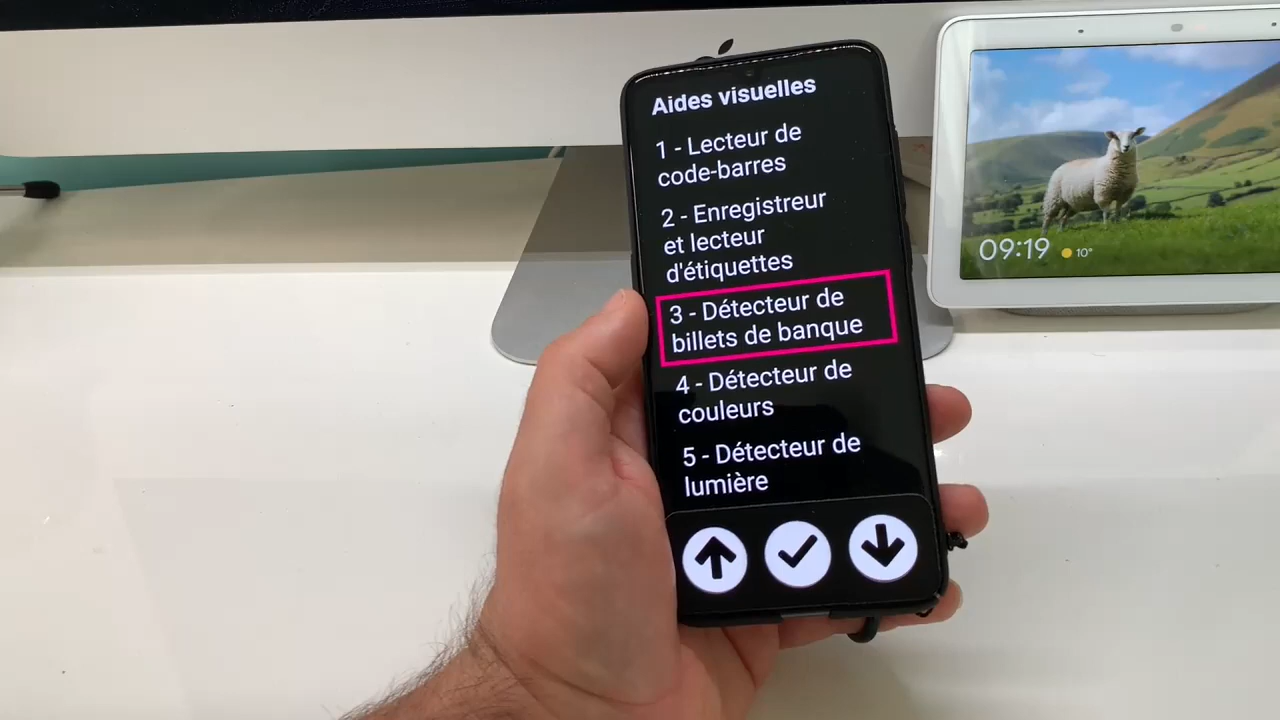 Aides visuelles
1 - Lecteur de
code-barres
2 - Enregistreur
et lecteur
d'étiquettes
3 - Détecteur de
billets de banque
4 - Détecteur de
couleurs
5 - Détecteur de
lumière
09:19 10°